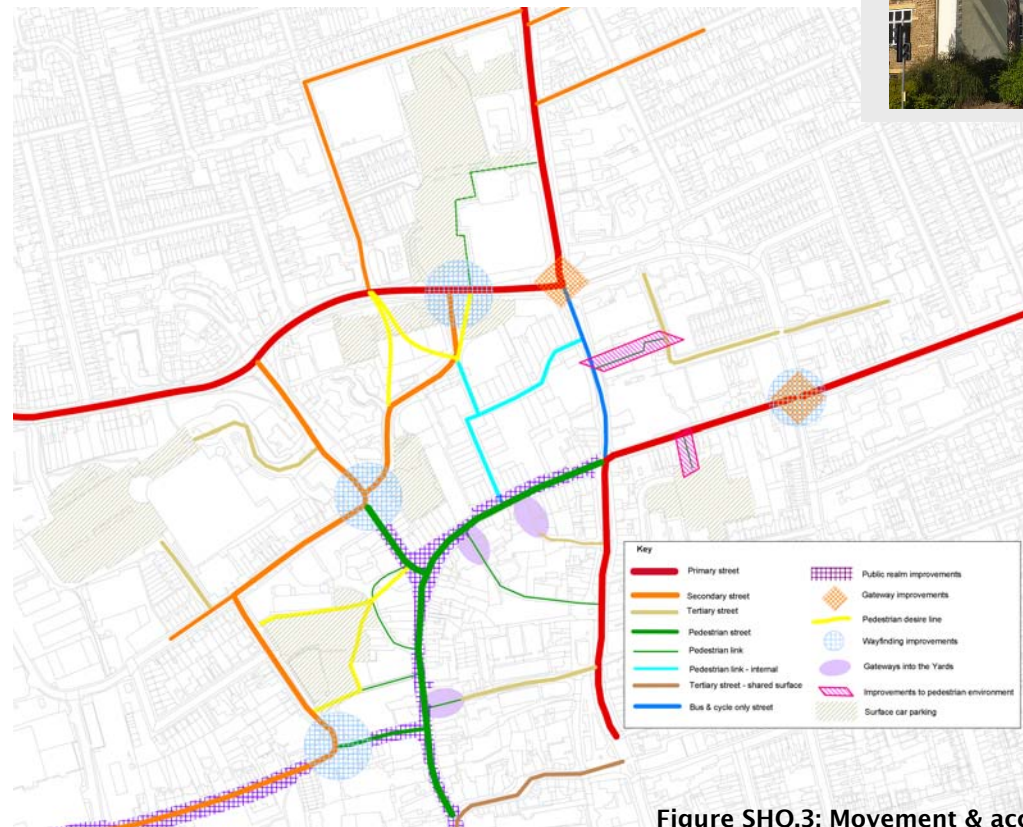 Key
Primary street
Secondary street
Tertiary street
Pedestrian street
Pedestrian link
Pedestrian link - internal
Tertiary street - shared surface
Bus & cycle only street
Public realm improvements
Gateway improvements
Pedestrian desire line
Wayfinding improvements
Gateways into the Yards
Improvements to pedestrian environment
Surface car parking
Figure SHO.3: Movement & acc